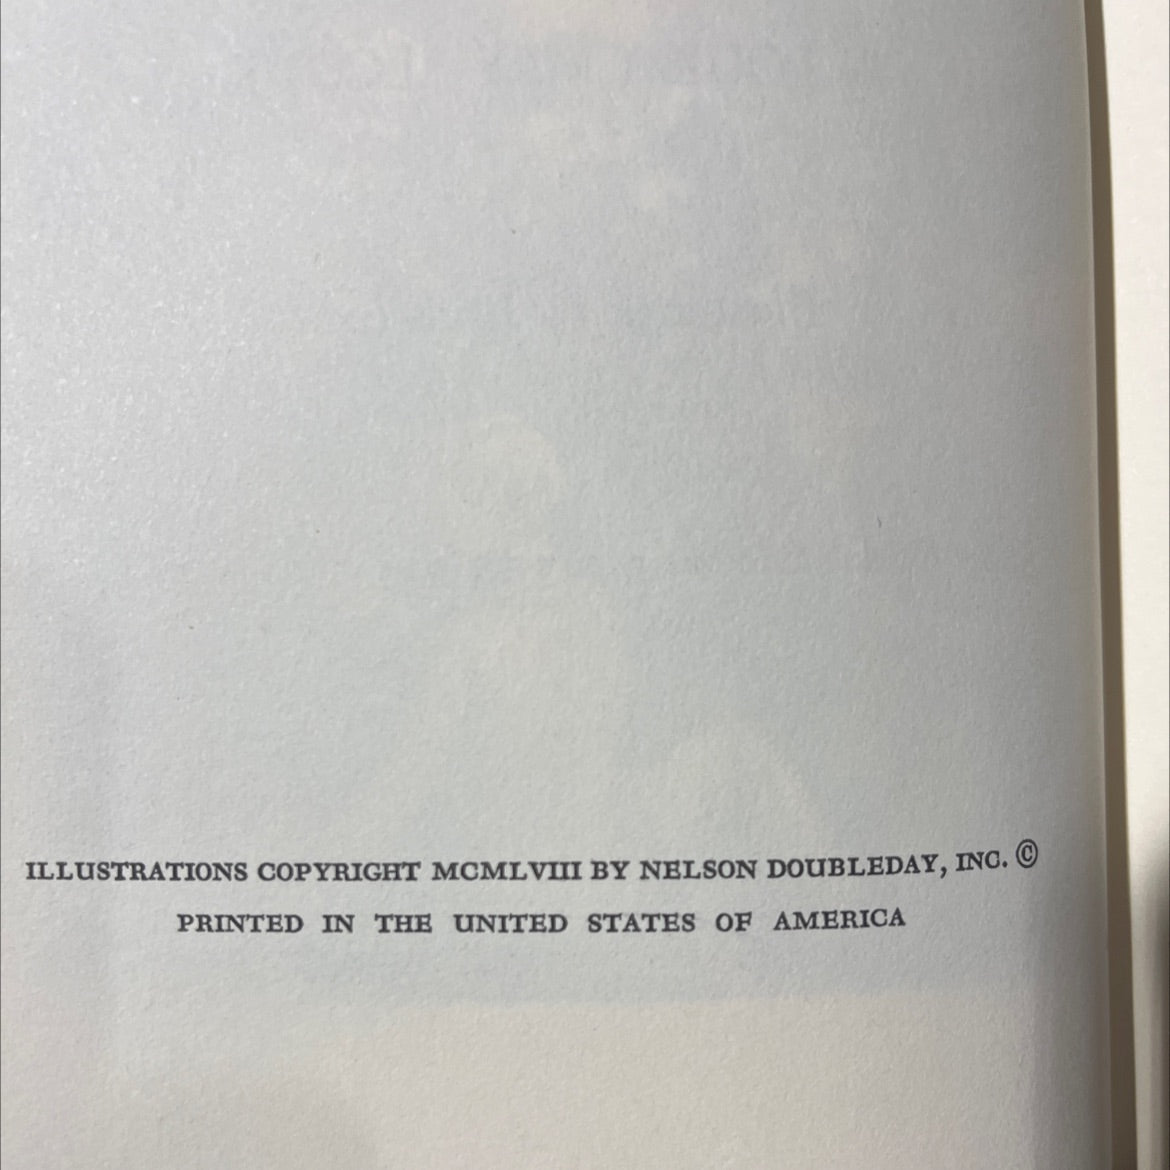 ILLUSTRATIONS COPYRIGHT MCMLVIII BY NELSON DOUBLEDAY, INC. ©
PRINTED IN THE UNITED STATES OF AMERICA